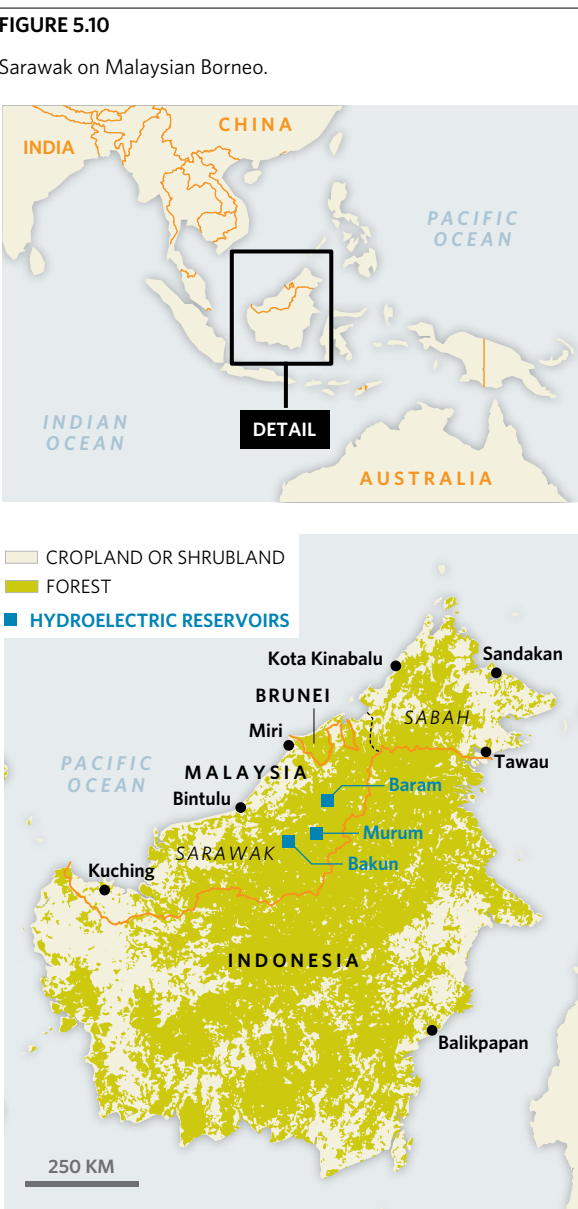 FIGURE 5.10
Sarawak on Malaysian Borneo.
CHINA
INDIA
PACIFIC
OCEAN
INDIAN
OCEAN
DETAIL
AUSTRALIA
CROPLAND OR SHRUBLAND
FOREST
HYDROELECTRIC RESERVOIRS
Kota Kinabalu
Sandakan
BRUNEI
SABAH
Miri
PACIFIC
OCEAN
MALAYSIA
Tawau
Baram
Bintulu
Murum
SARAWAK
Bakun
Kuching
INDONESIA
Balikpapan
250 KM